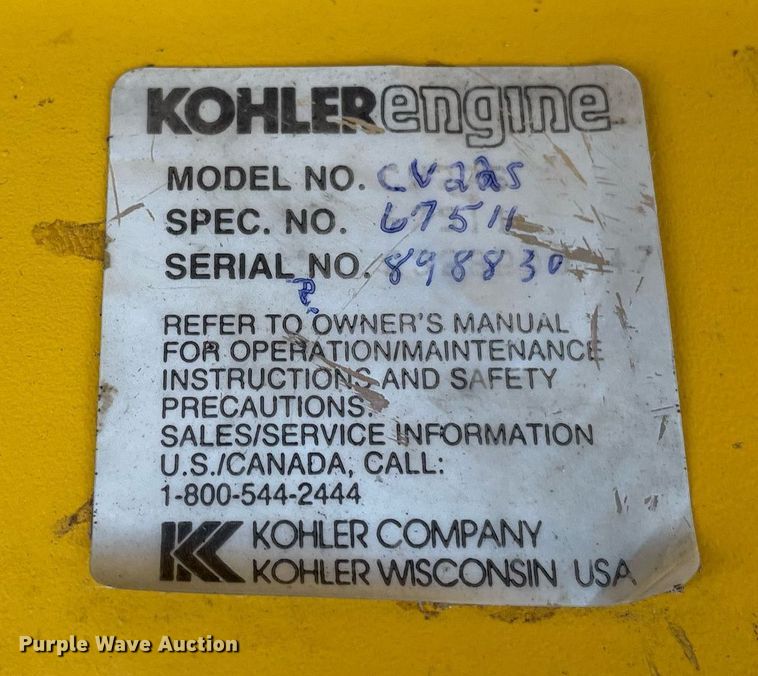 KOHLERengine
MODEL NO. CV22S
SPEC. NO. 67511
SERIAL NO. 898830
REFER TO OWNER'S MANUAL
FOR OPERATION/MAINTENANCE
INSTRUCTIONS AND SAFETY
PRECAUTIONS.
SALES/SERVICE INFORMATION
U.S./CANADA, CALL:
1-800-544-2444
KOHLER COMPANY
KOHLER WISCONSIN USA
Purple Wave Auction